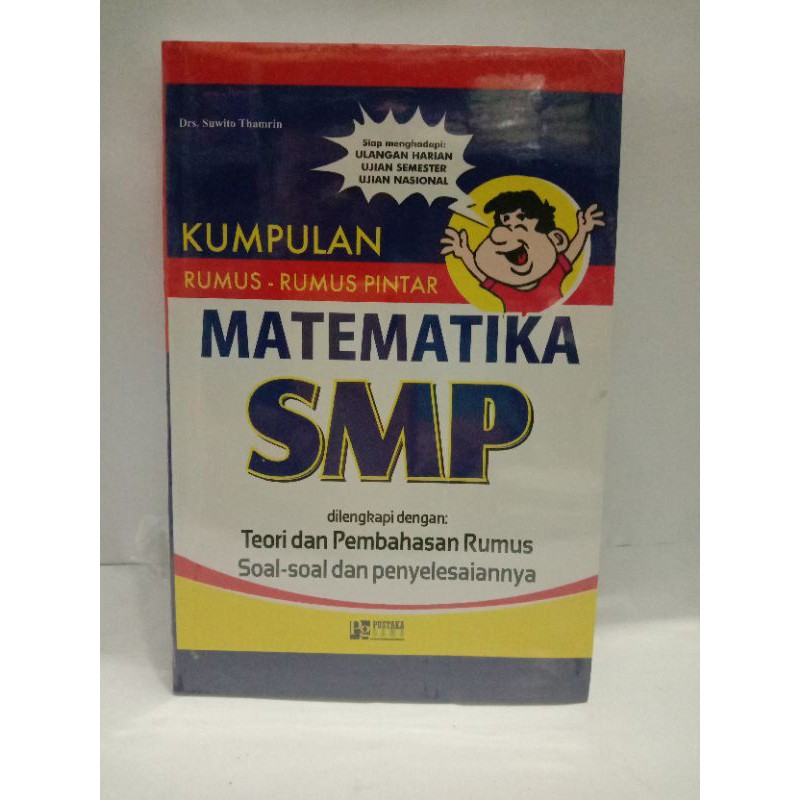 Drs. Suwito Thamrin
Siap menghadapi:
ULANGAN HARIAN
UJIAN SEMESTER
UJIAN NASIONAL
KUMPULAN
RUMUS - RUMUS PINTAR
MATEMATIKA
SMP
dilengkapi dengan:
Teori dan Pembahasan Rumus
Soal-soal dan penyelesaiannya
PUSTAKA